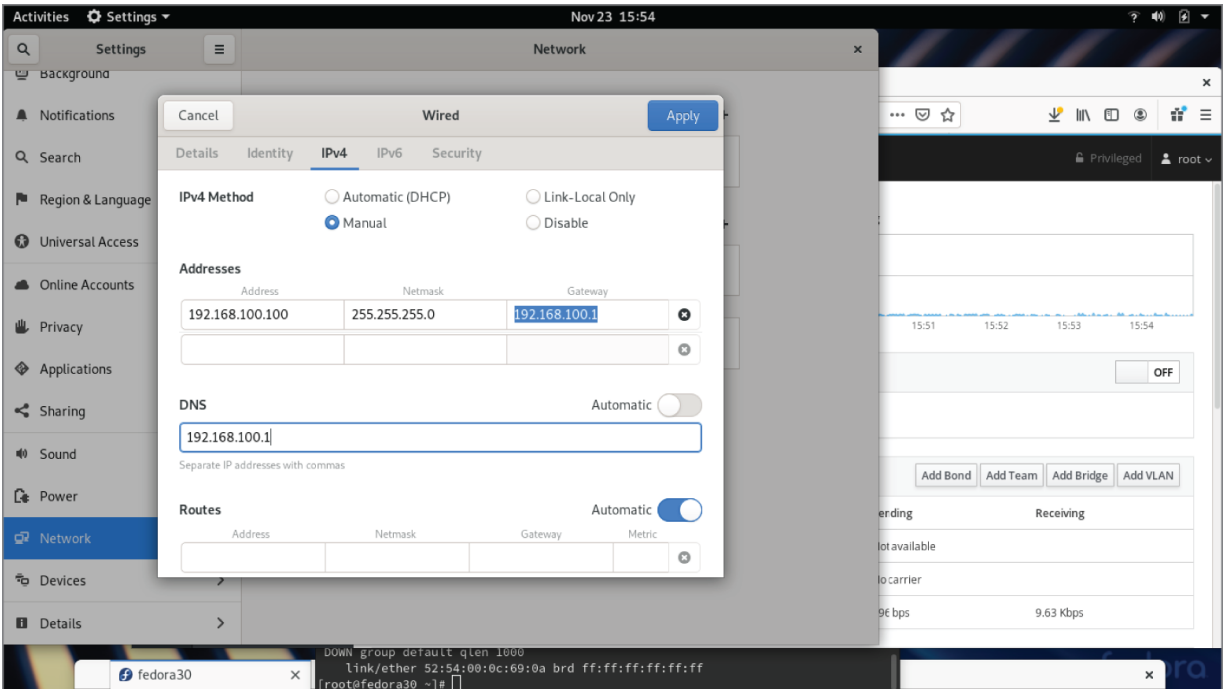 Activities Settings Nov 23 15:54
Settings
Network
Background
Notifications
Search
Region & Language
Universal Access
Online Accounts
Privacy
Applications
Sharing
Sound
Power
Network
Devices
Details
Cancel Wired Apply
Details Identity IPv4 IPv6 Security
IPv4 Method Automatic (DHCP) Link-Local Only
Manual Disable
Addresses
Address Netmask Gateway
192.168.100.100 255.255.255.0 192.168.100.1
DNS Automatic
192.168.100.1
Separate IP addresses with commas
Routes Automatic
Address Netmask Gateway Metric
Privileged root
15:51 15:52 15:53 15:54
OFF
Add Bond Add Team Add Bridge Add VLAN
Receiving
available
carrier
bps 9.63 Kbps
DOWN group default qlen 1000
link/ether 52:54:00:0c:69:0a brd ff:ff:ff:ff:ff:ff
[root@fedora30 ~]#
fedora30